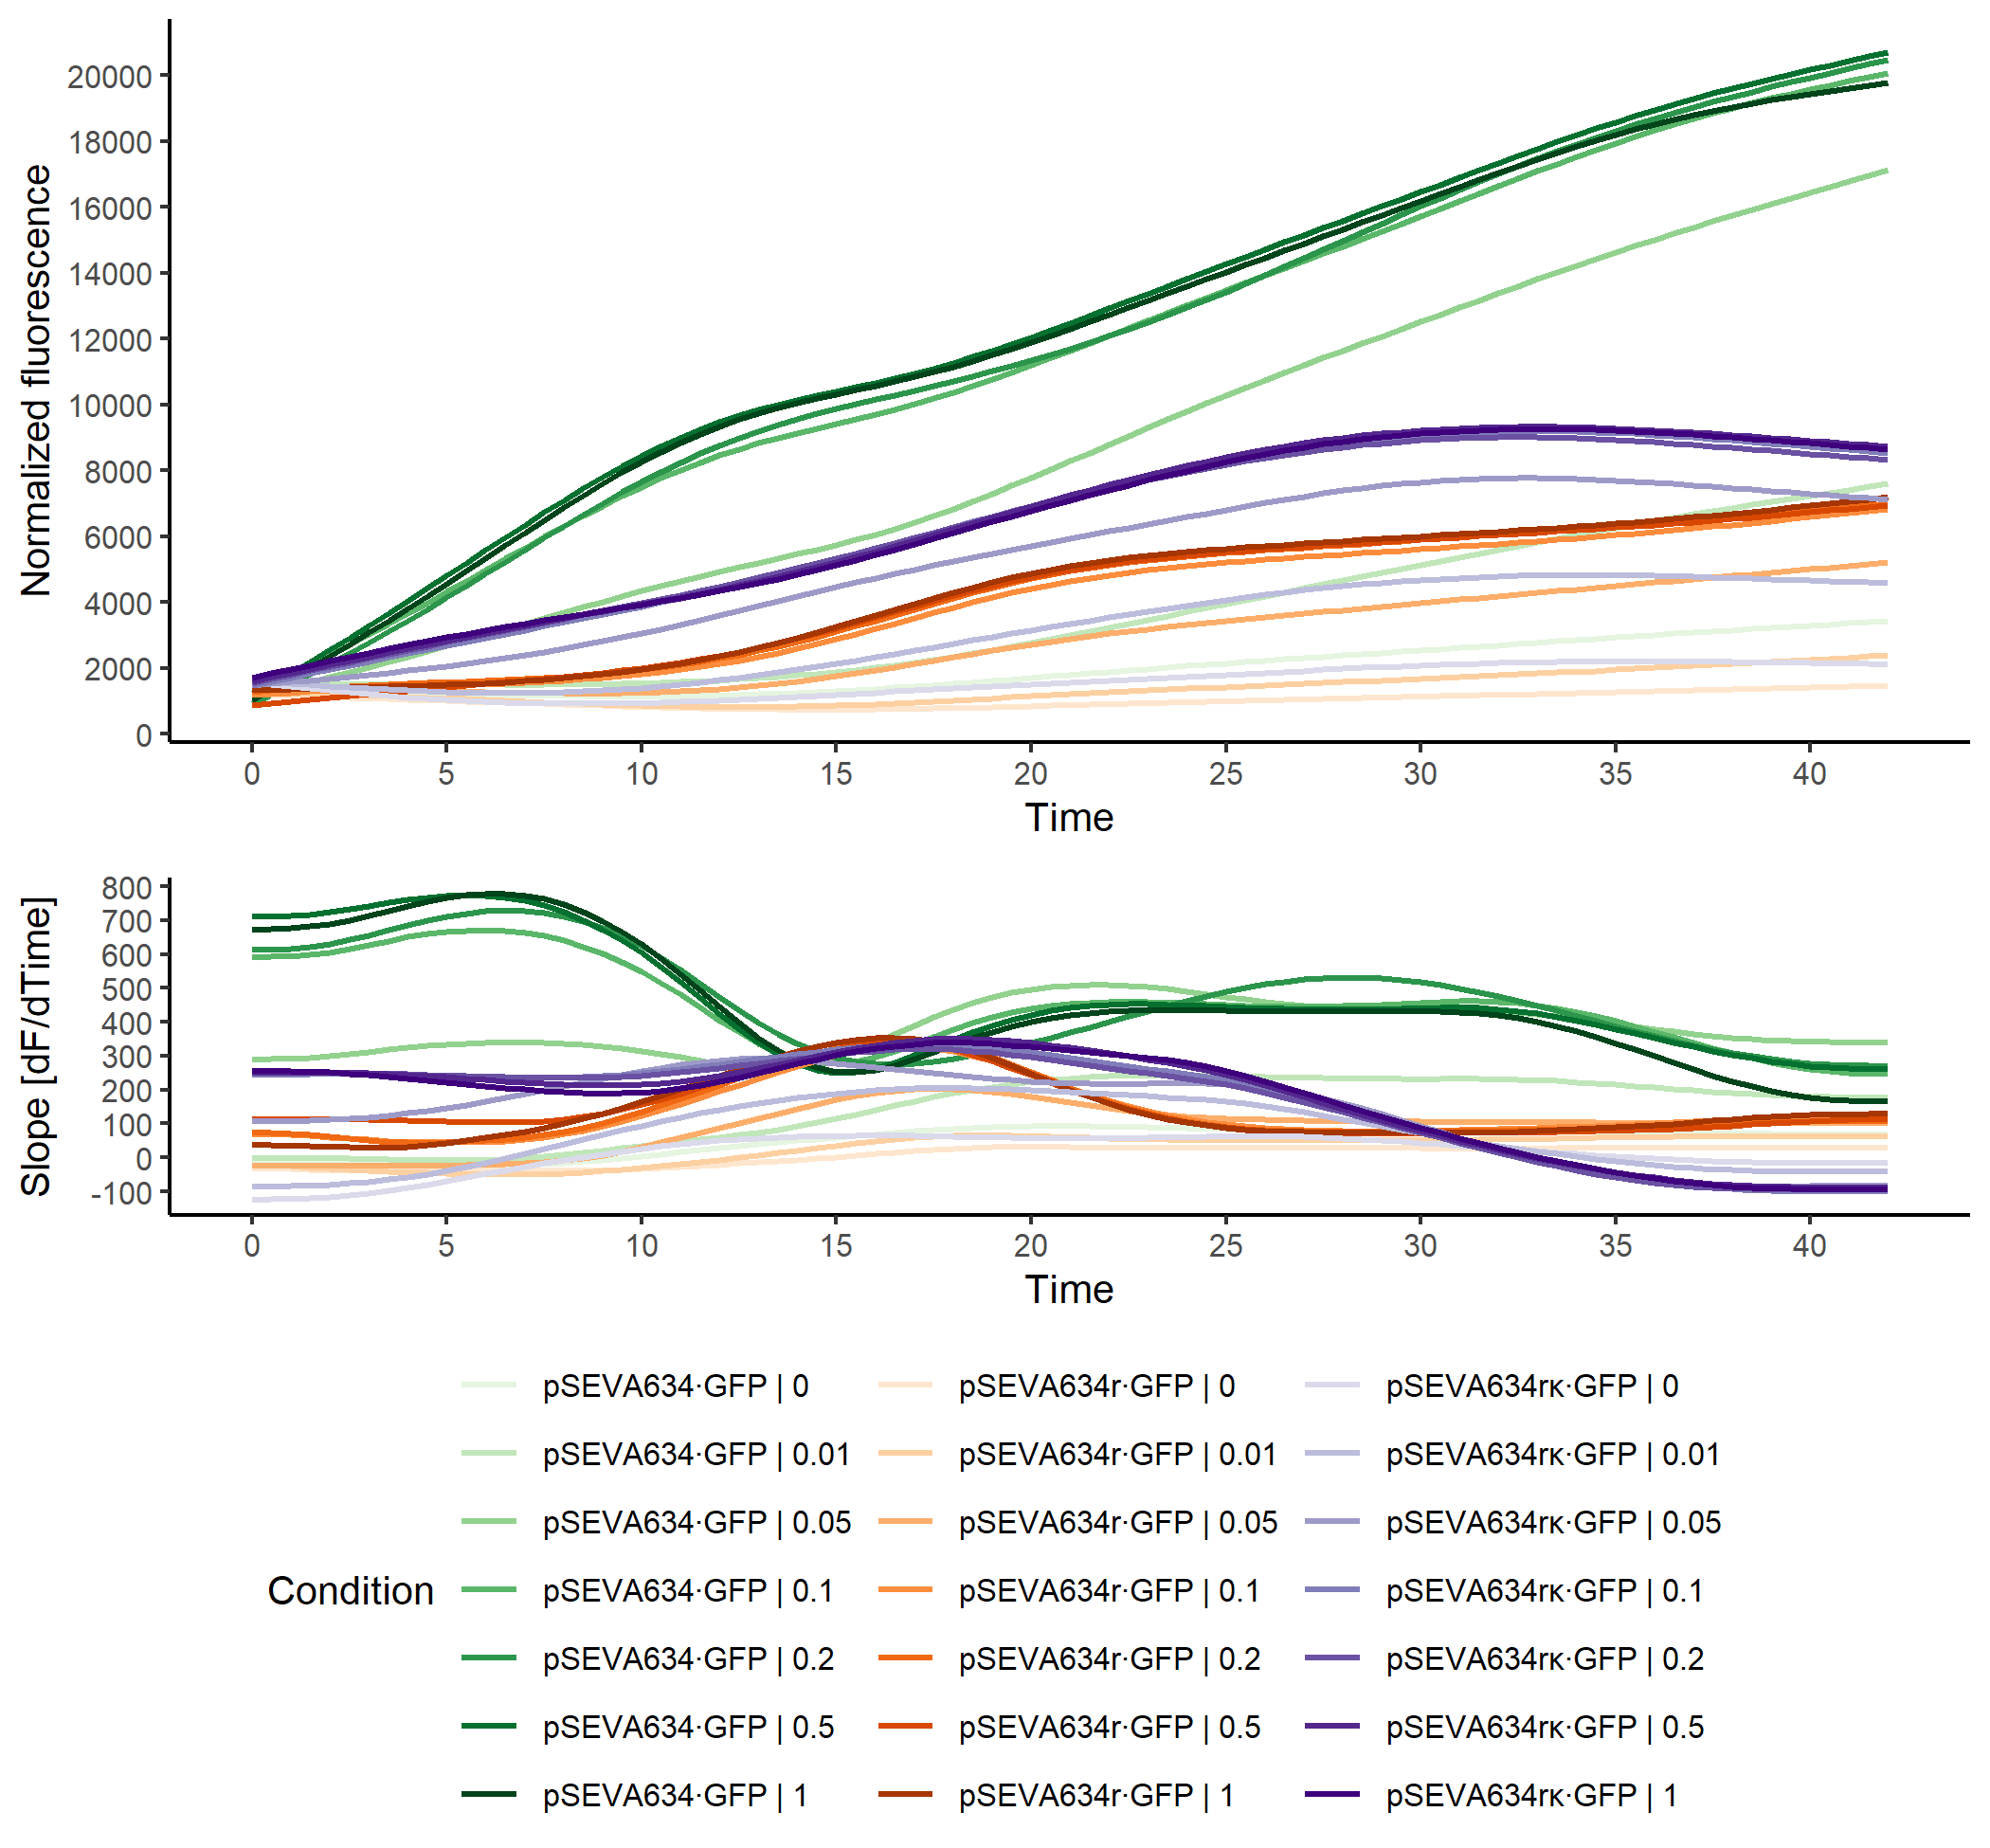 Normalized fluorescence
20000
18000
16000
14000
12000
10000
8000
6000
4000
2000
0
0 5 10 15 20 25 30 35 40
Time
Slope [dF/dTime]
800
700
600
500
400
300
200
100
0
-100
0 5 10 15 20 25 30 35 40
Time
Condition
pSEVA634·GFP | 0
pSEVA634·GFP | 0.01
pSEVA634·GFP | 0.05
pSEVA634·GFP | 0.1
pSEVA634·GFP | 0.2
pSEVA634·GFP | 0.5
pSEVA634·GFP | 1
pSEVA634r·GFP | 0
pSEVA634r·GFP | 0.01
pSEVA634r·GFP | 0.05
pSEVA634r·GFP | 0.1
pSEVA634r·GFP | 0.2
pSEVA634r·GFP | 0.5
pSEVA634r·GFP | 1
pSEVA634rκ·GFP | 0
pSEVA634rκ·GFP | 0.01
pSEVA634rκ·GFP | 0.05
pSEVA634rκ·GFP | 0.1
pSEVA634rκ·GFP | 0.2
pSEVA634rκ·GFP | 0.5
pSEVA634rκ·GFP | 1